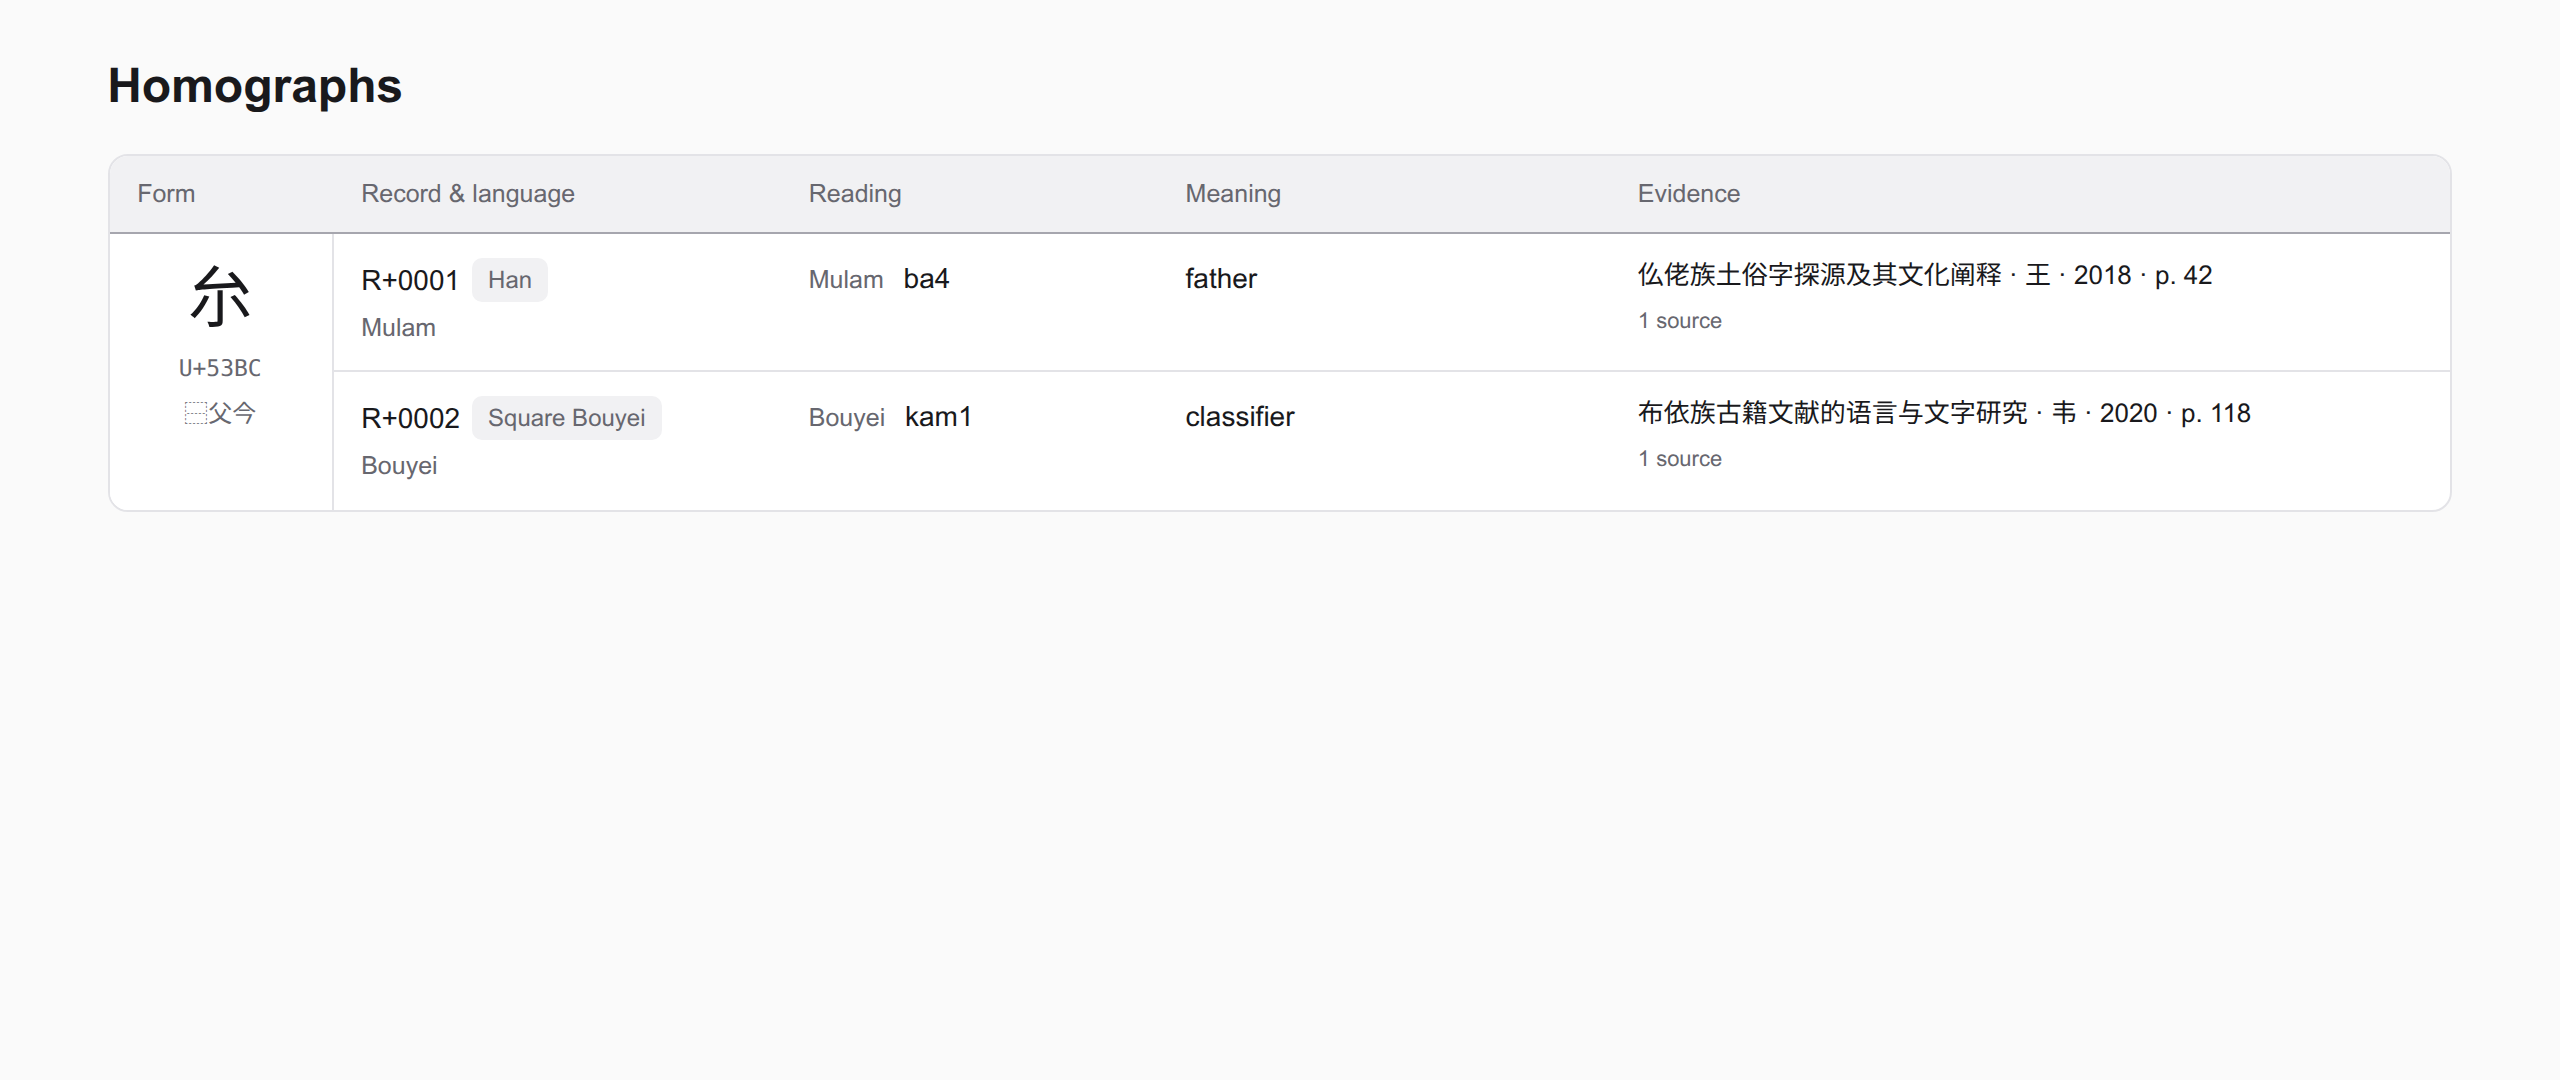 Homographs
Form Record & language Reading Meaning Evidence
厼
U+53BC
⿱父今
R+0001 Han Mulam ba4 father 仫佬族土俗字探源及其文化阐释 · 王 · 2018 · p. 42
Mulam 1 source
R+0002 Square Bouyei Bouyei kam1 classifier 布依族古籍文献的语言与文字研究 · 韦 · 2020 · p. 118
Bouyei 1 source